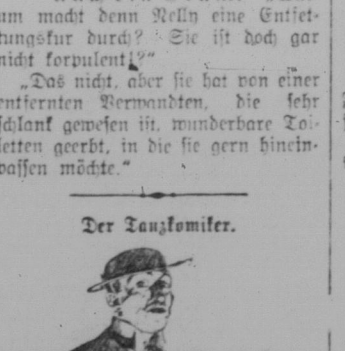 um macht denn Nelly eine Entfet-
tungskur durch? Sie ist doch gar
nicht korpulent!?"
„Das nicht, aber sie hat von einer
entfernten Verwandten, die sehr
schlank gewesen ist, wunderbare Toi-
letten geerbt, in die sie gern hinein-
passen möchte."
Der Tanzkomiker.